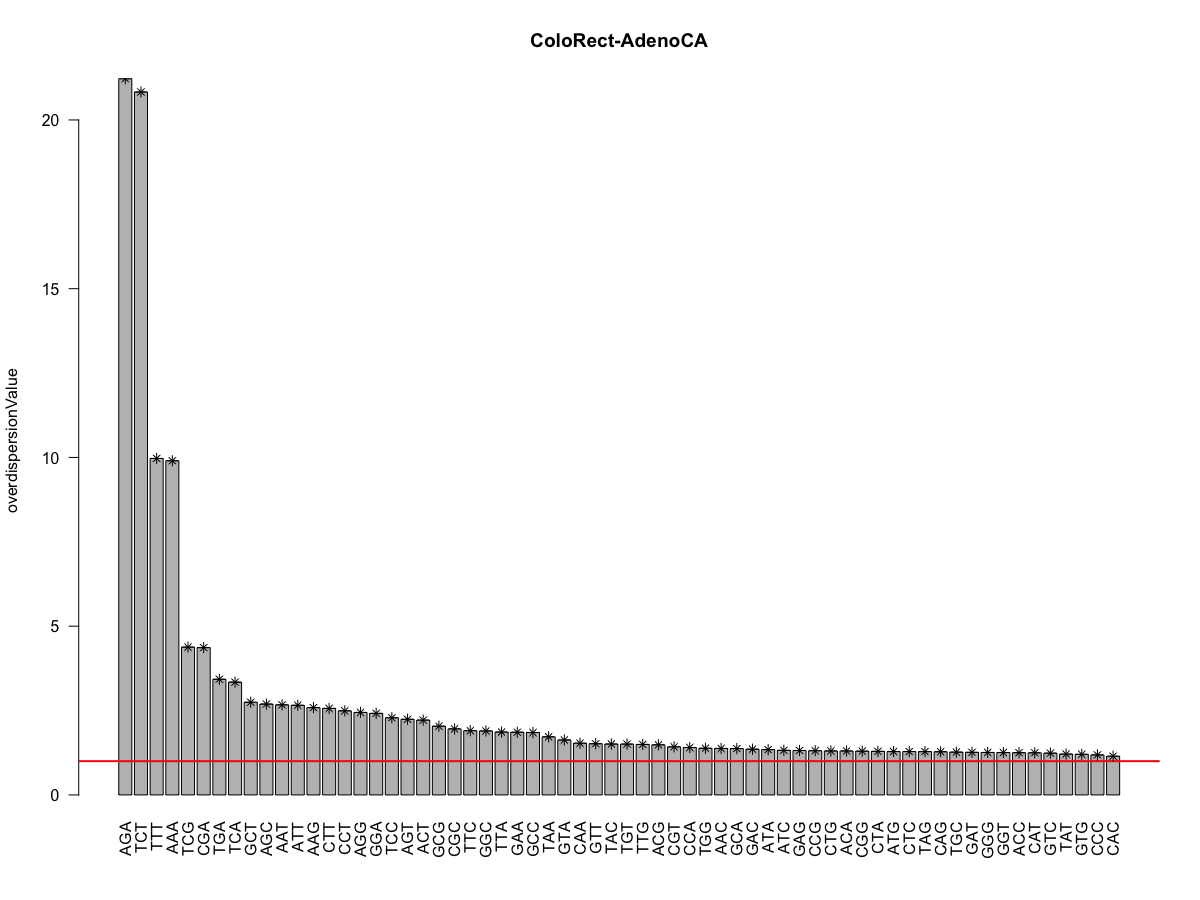 ColoRect-AdenoCA
overdispersionValue
20
15
10
5
0
AGA TCT TTT AAA TCG CGA TGA TCA GCT AGC AAT ATT AAG CTT CCT AGG GGA TCC AGT ACT GCG CGC TTC GGC TTA GAA GCC TAA GTA CAA GTT TAC TGT TTG ACG CGT CCA TGG AAC GCA GAC ATA ATC GAG CCG CTG ACA CGG CTA ATG CTC TAG CAG TGC GAT GGG GGT ACC CAT GTC TAT GTG CCC CAC